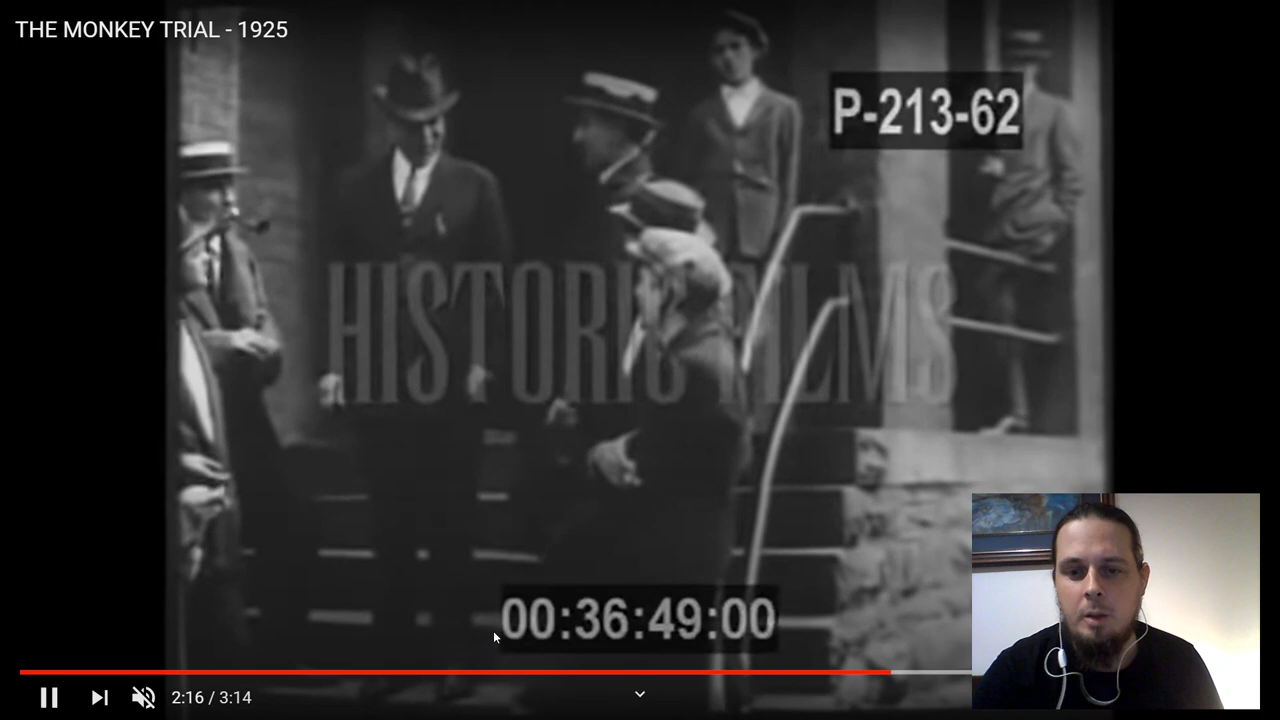 THE MONKEY TRIAL - 1925
P-213-62
HISTORIC FILMS
00:36:49:00
2:16 / 3:14